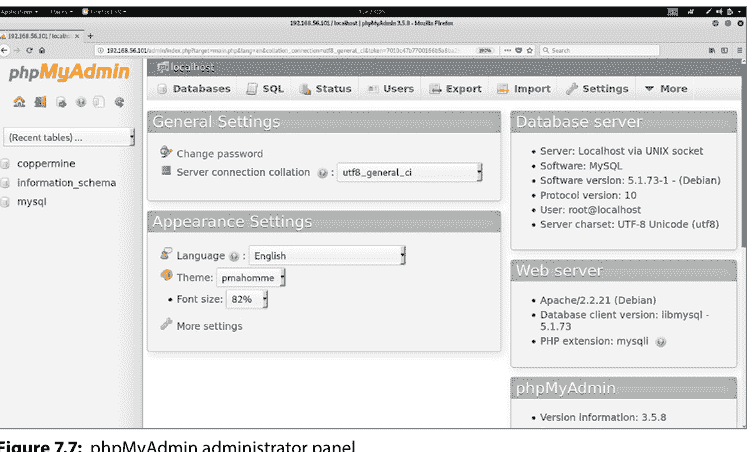 192.168.56.101 / localhost | phpMyAdmin 3.5.8 - Mozilla Firefox
Search
phpMyAdmin
(Recent tables) ...
coppermine
information_schema
mysql
localhost
Databases SQL Status Users Export Import Settings More
General Settings
Change password
Server connection collation : utf8_general_ci
Appearance Settings
Language : English
Theme: pmahomme
• Font size: 82%
More settings
Database server
• Server: Localhost via UNIX socket
• Software: MySQL
• Software version: 5.1.73-1 - (Debian)
• Protocol version: 10
• User: root@localhost
• Server charset: UTF-8 Unicode (utf8)
Web server
• Apache/2.2.21 (Debian)
• Database client version: libmysql -
5.1.73
• PHP extension: mysqli
phpMyAdmin
• Version information: 3.5.8
Figure 7.7: phpMyAdmin administrator panel